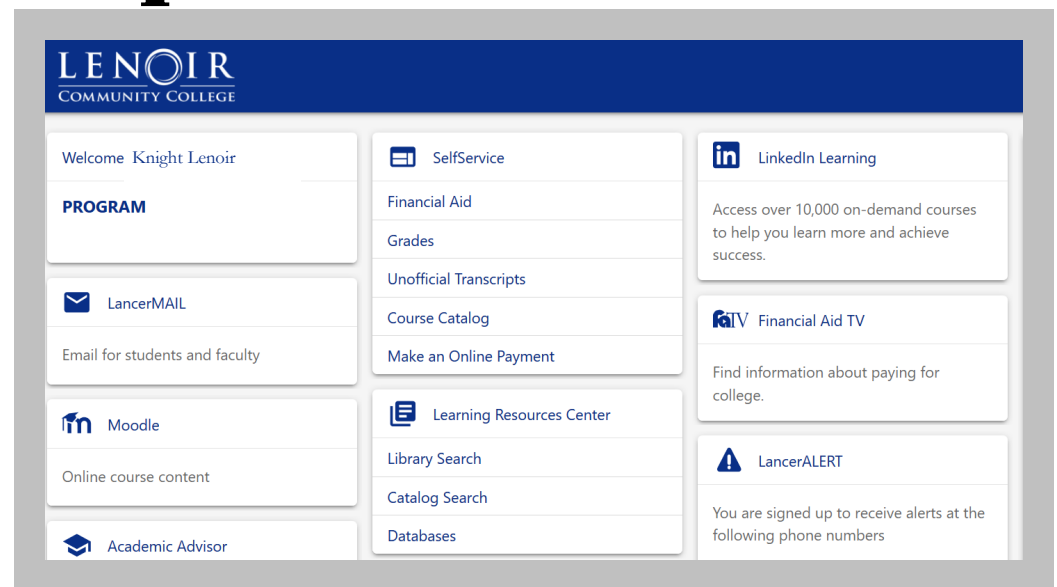 LENOIR
COMMUNITY COLLEGE
Welcome Knight Lenoir
PROGRAM
LancerMAIL
Email for students and faculty
Moodle
Online course content
Academic Advisor
SelfService
Financial Aid
Grades
Unofficial Transcripts
Course Catalog
Make an Online Payment
Learning Resources Center
Library Search
Catalog Search
Databases
in LinkedIn Learning
Access over 10,000 on-demand courses
to help you learn more and achieve
success.
faTV Financial Aid TV
Find information about paying for
college.
LancerALERT
You are signed up to receive alerts at the
following phone numbers